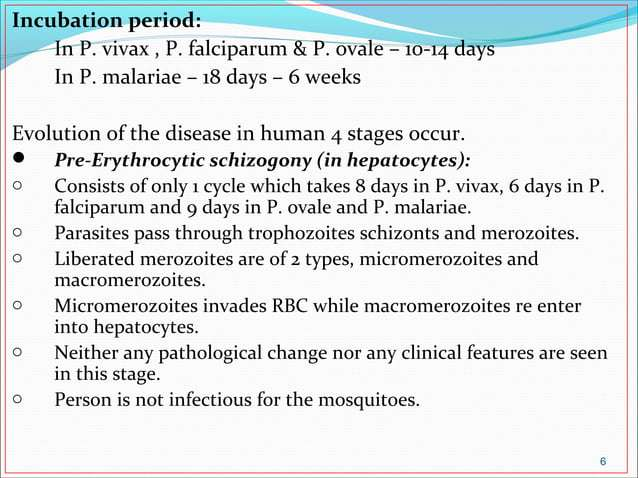 Incubation period:
In P. vivax , P. falciparum & P. ovale – 10-14 days
In P. malariae – 18 days – 6 weeks
Evolution of the disease in human 4 stages occur.
● Pre-Erythrocytic schizogony (in hepatocytes):
o Consists of only 1 cycle which takes 8 days in P. vivax, 6 days in P.
falciparum and 9 days in P. ovale and P. malariae.
o Parasites pass through trophozoites schizonts and merozoites.
o Liberated merozoites are of 2 types, micromerozoites and
macromerozoites.
o Micromerozoites invades RBC while macromerozoites re enter
into hepatocytes.
o Neither any pathological change nor any clinical features are seen
in this stage.
o Person is not infectious for the mosquitoes.
6